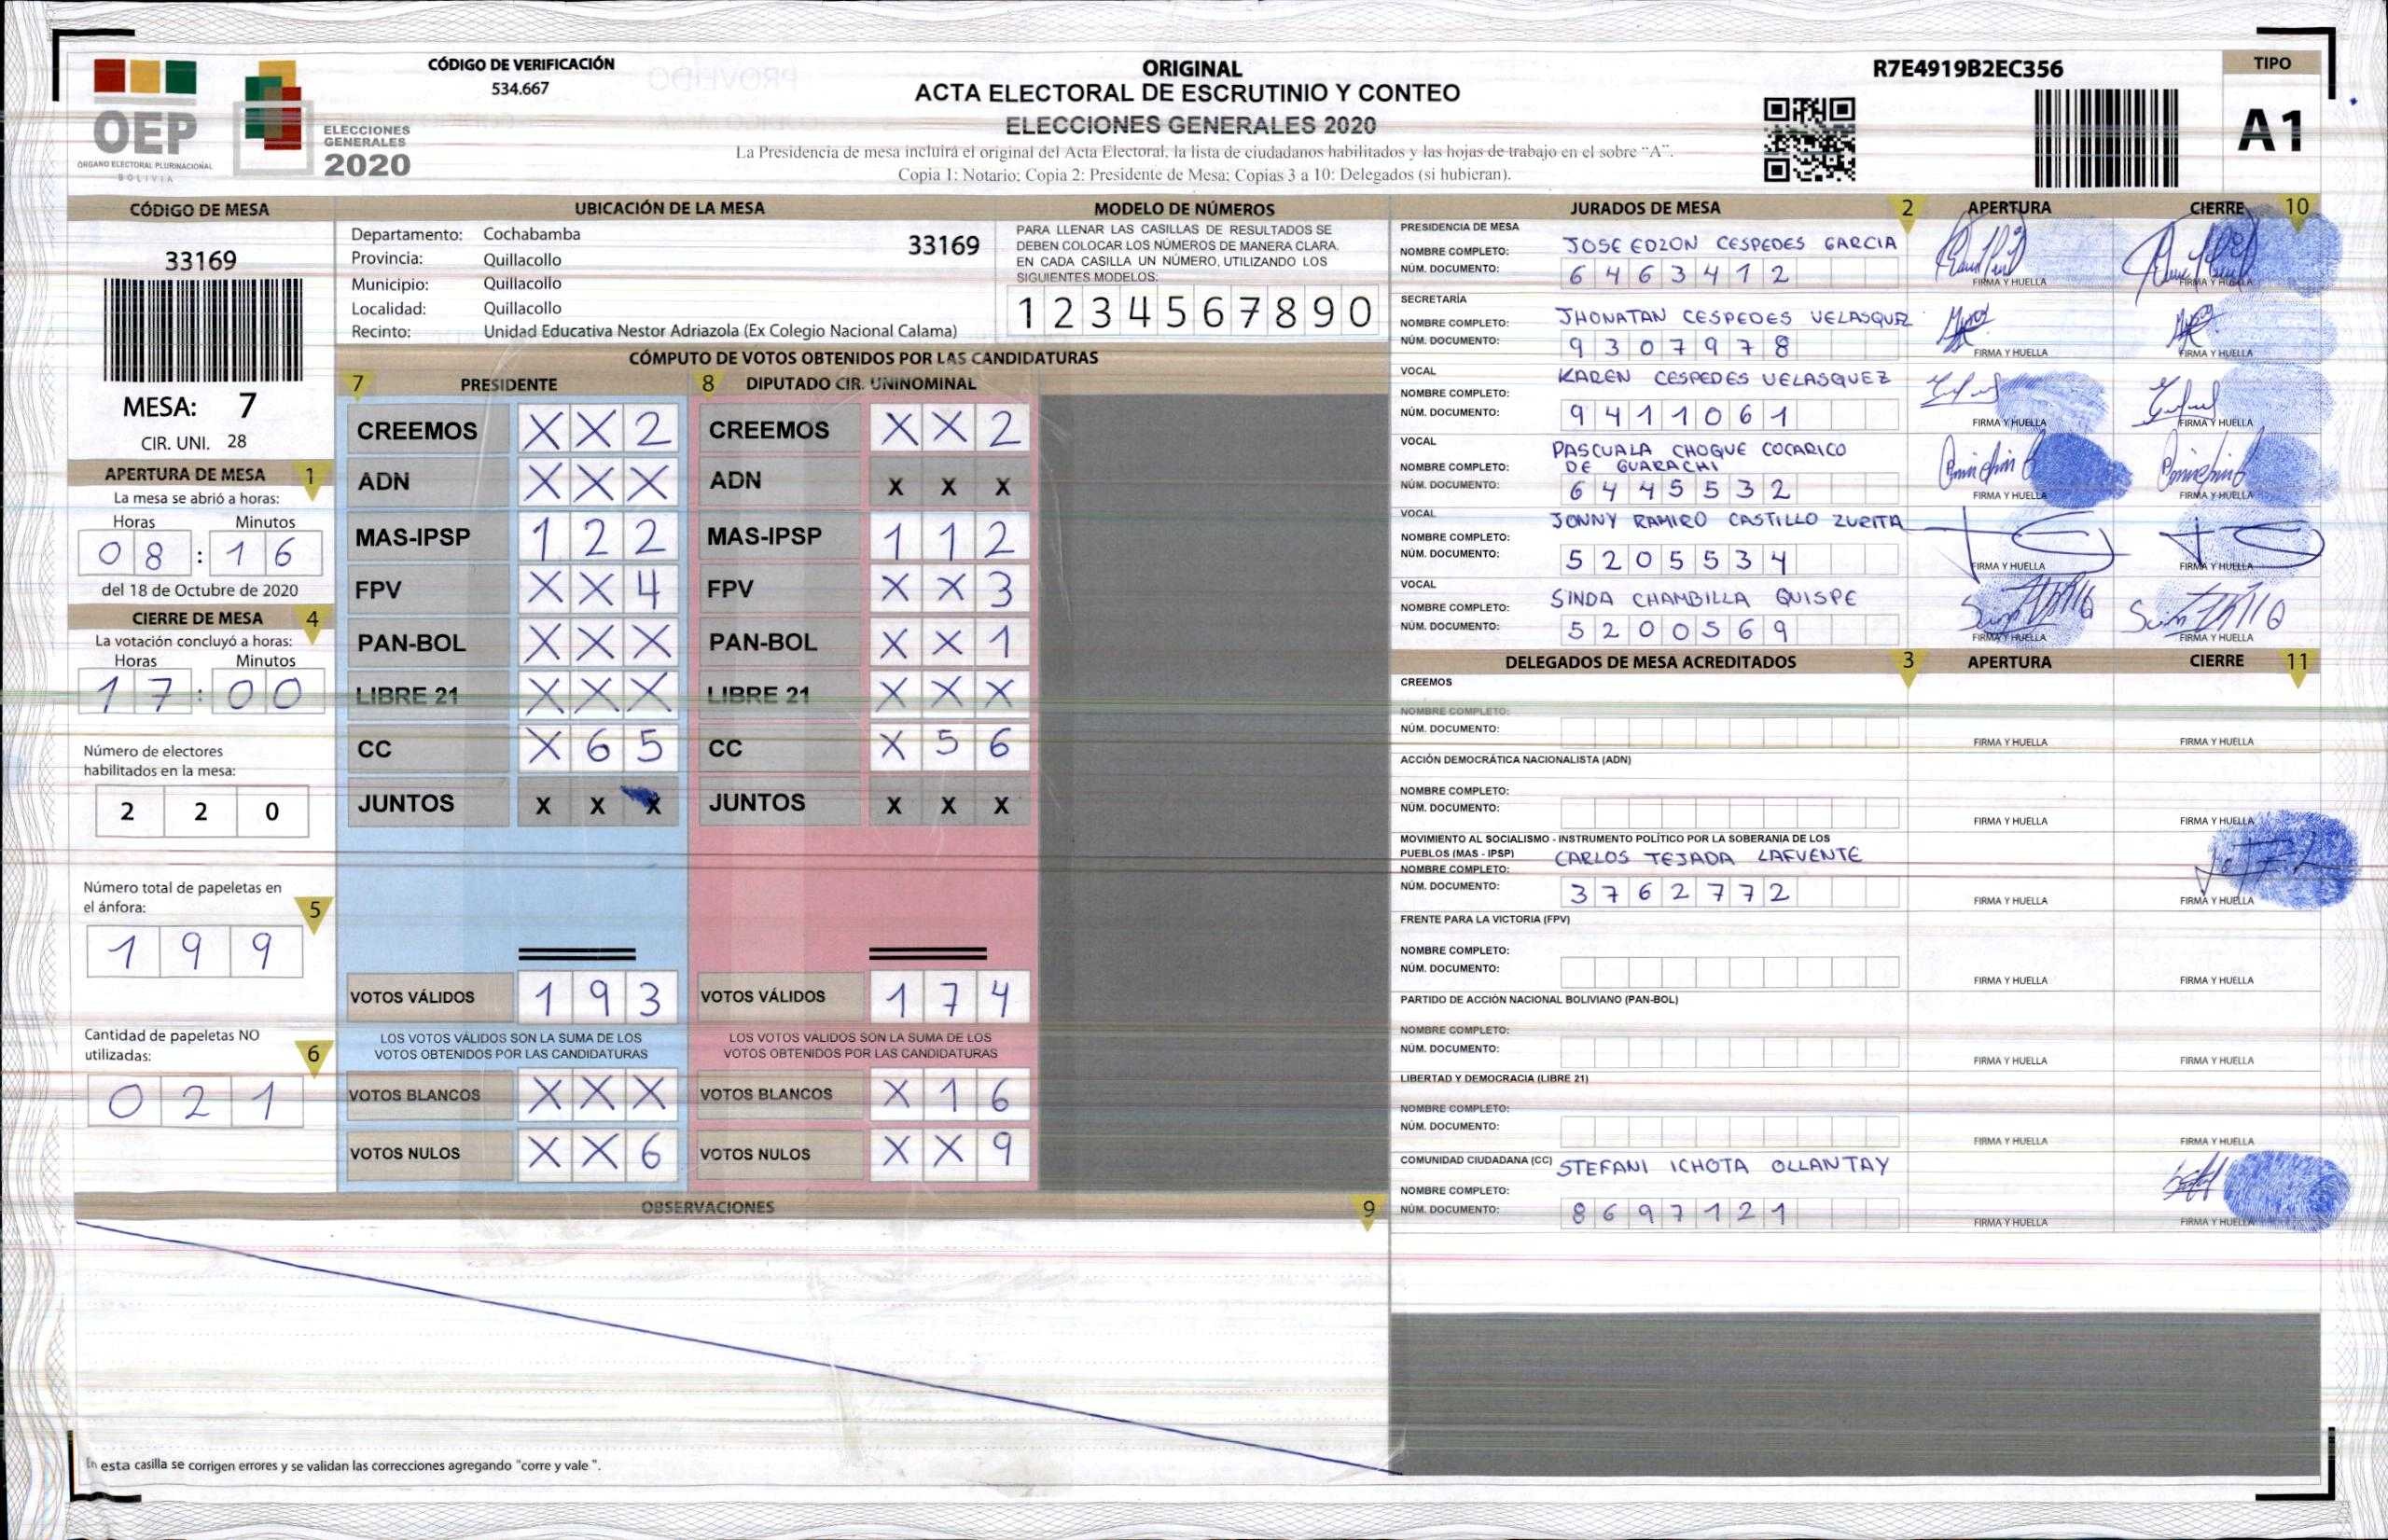 CÓDIGO DE VERIFICACIÓN
534.667
OEP
ÓRGANO ELECTORAL PLURINACIONAL
BOLIVIA
ELECCIONES
GENERALES
2020
ORIGINAL
ACTA ELECTORAL DE ESCRUTINIO Y CONTEO
ELECCIONES GENERALES 2020
La Presidencia de mesa incluirá el original del Acta Electoral, la lista de ciudadanos habilitados y las hojas de trabajo en el sobre "A".
Copia 1: Notario; Copia 2: Presidente de Mesa; Copias 3 a 10: Delegados (si hubieran).
R7E4919B2EC356
TIPO
A1
CÓDIGO DE MESA
33169
MESA: 7
CIR. UNI. 28
APERTURA DE MESA 1
La mesa se abrió a horas:
Horas Minutos
08 : 16
del 18 de Octubre de 2020
CIERRE DE MESA 4
La votación concluyó a horas:
Horas Minutos
17 : 00
Número de electores
habilitados en la mesa:
2 2 0
Número total de papeletas en
el ánfora: 5
1 9 9
Cantidad de papeletas NO
utilizadas: 6
0 2 1
UBICACIÓN DE LA MESA
Departamento: Cochabamba
33169
Provincia: Quillacollo
Municipio: Quillacollo
Localidad: Quillacollo
Recinto: Unidad Educativa Nestor Adriazola (Ex Colegio Nacional Calama)
MODELO DE NÚMEROS
PARA LLENAR LAS CASILLAS DE RESULTADOS SE
DEBEN COLOCAR LOS NÚMEROS DE MANERA CLARA.
EN CADA CASILLA UN NÚMERO, UTILIZANDO LOS
SIGUIENTES MODELOS:
1 2 3 4 5 6 7 8 9 0
CÓMPUTO DE VOTOS OBTENIDOS POR LAS CANDIDATURAS
7 PRESIDENTE 8 DIPUTADO CIR. UNINOMINAL
CREEMOS X X 2 CREEMOS X X 2
ADN X X X ADN X X X
MAS-IPSP 1 2 2 MAS-IPSP 1 1 2
FPV X X 4 FPV X X 3
PAN-BOL X X X PAN-BOL X X 1
LIBRE 21 X X X LIBRE 21 X X X
CC X 6 5 CC X 5 6
JUNTOS X X X JUNTOS X X X
VOTOS VÁLIDOS 1 9 3 VOTOS VÁLIDOS 1 7 4
LOS VOTOS VÁLIDOS SON LA SUMA DE LOS LOS VOTOS VÁLIDOS SON LA SUMA DE LOS
VOTOS OBTENIDOS POR LAS CANDIDATURAS VOTOS OBTENIDOS POR LAS CANDIDATURAS
VOTOS BLANCOS X X X VOTOS BLANCOS X 1 6
VOTOS NULOS X X 6 VOTOS NULOS X X 9
OBSERVACIONES 9
En esta casilla se corrigen errores y se validan las correcciones agregando "corre y vale ".
JURADOS DE MESA 2 APERTURA CIERRE 10
PRESIDENCIA DE MESA
NOMBRE COMPLETO: JOSE EDZON CESPEDES GARCIA
NÚM. DOCUMENTO: 6463412
FIRMA Y HUELLA FIRMA Y HUELLA
SECRETARÍA
NOMBRE COMPLETO: JHONATAN CESPEDES VELASQUEZ
NÚM. DOCUMENTO: 9307978
FIRMA Y HUELLA FIRMA Y HUELLA
VOCAL
NOMBRE COMPLETO: KAREN CESPEDES VELASQUEZ
NÚM. DOCUMENTO: 9411061
FIRMA Y HUELLA FIRMA Y HUELLA
VOCAL
PASCUALA CHOQUE COCARICO
NOMBRE COMPLETO: DE GUARACHI
NÚM. DOCUMENTO: 6445532
FIRMA Y HUELLA FIRMA Y HUELLA
VOCAL
JONNY RAMIRO CASTILLO ZURITA
NOMBRE COMPLETO:
NÚM. DOCUMENTO: 5205534
FIRMA Y HUELLA FIRMA Y HUELLA
VOCAL
NOMBRE COMPLETO: SINDA CHAMBILLA QUISPE
NÚM. DOCUMENTO: 5200569
FIRMA Y HUELLA FIRMA Y HUELLA
DELEGADOS DE MESA ACREDITADOS 3 APERTURA CIERRE 11
CREEMOS
NOMBRE COMPLETO:
NÚM. DOCUMENTO:
FIRMA Y HUELLA FIRMA Y HUELLA
ACCIÓN DEMOCRÁTICA NACIONALISTA (ADN)
NOMBRE COMPLETO:
NÚM. DOCUMENTO:
FIRMA Y HUELLA FIRMA Y HUELLA
MOVIMIENTO AL SOCIALISMO - INSTRUMENTO POLÍTICO POR LA SOBERANIA DE LOS
PUEBLOS (MAS - IPSP) CARLOS TEJADA LAFUENTE
NOMBRE COMPLETO:
NÚM. DOCUMENTO: 3762772
FIRMA Y HUELLA FIRMA Y HUELLA
FRENTE PARA LA VICTORIA (FPV)
NOMBRE COMPLETO:
NÚM. DOCUMENTO:
FIRMA Y HUELLA FIRMA Y HUELLA
PARTIDO DE ACCIÓN NACIONAL BOLIVIANO (PAN-BOL)
NOMBRE COMPLETO:
NÚM. DOCUMENTO:
FIRMA Y HUELLA FIRMA Y HUELLA
LIBERTAD Y DEMOCRACIA (LIBRE 21)
NOMBRE COMPLETO:
NÚM. DOCUMENTO:
FIRMA Y HUELLA FIRMA Y HUELLA
COMUNIDAD CIUDADANA (CC) STEFANI ICHOTA OLLANTAY
NOMBRE COMPLETO:
NÚM. DOCUMENTO: 8697121
FIRMA Y HUELLA FIRMA Y HUELLA